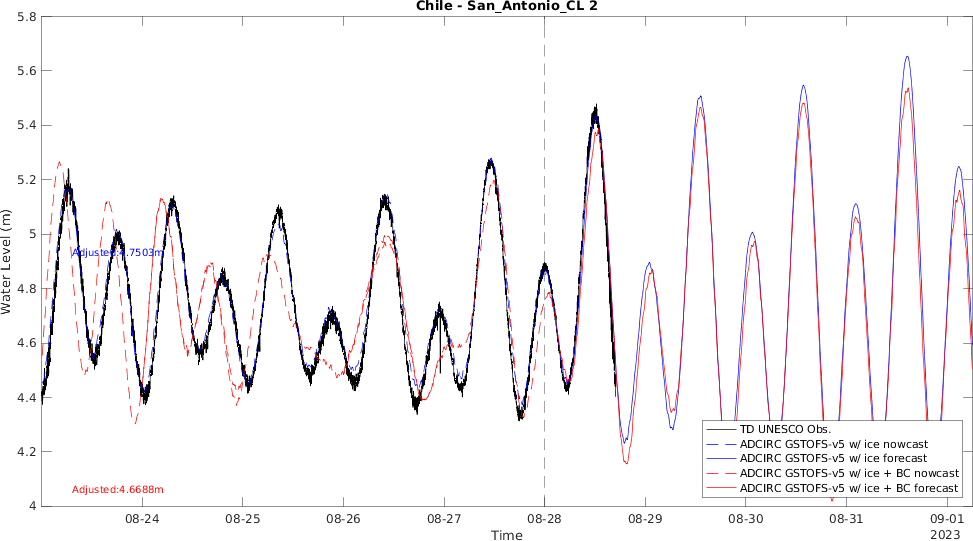 Chile - San_Antonio_CL 2
5.8
5.6
5.4
5.2
5
4.8
4.6
4.4
4.2
4
Water Level (m)
Adjusted:4.7503m
Adjusted:4.6688m
TD UNESCO Obs.
ADCIRC GSTOFS-v5 w/ ice nowcast
ADCIRC GSTOFS-v5 w/ ice forecast
ADCIRC GSTOFS-v5 w/ ice + BC nowcast
ADCIRC GSTOFS-v5 w/ ice + BC forecast
08-24 08-25 08-26 08-27 08-28 08-29 08-30 08-31 09-01
2023
Time